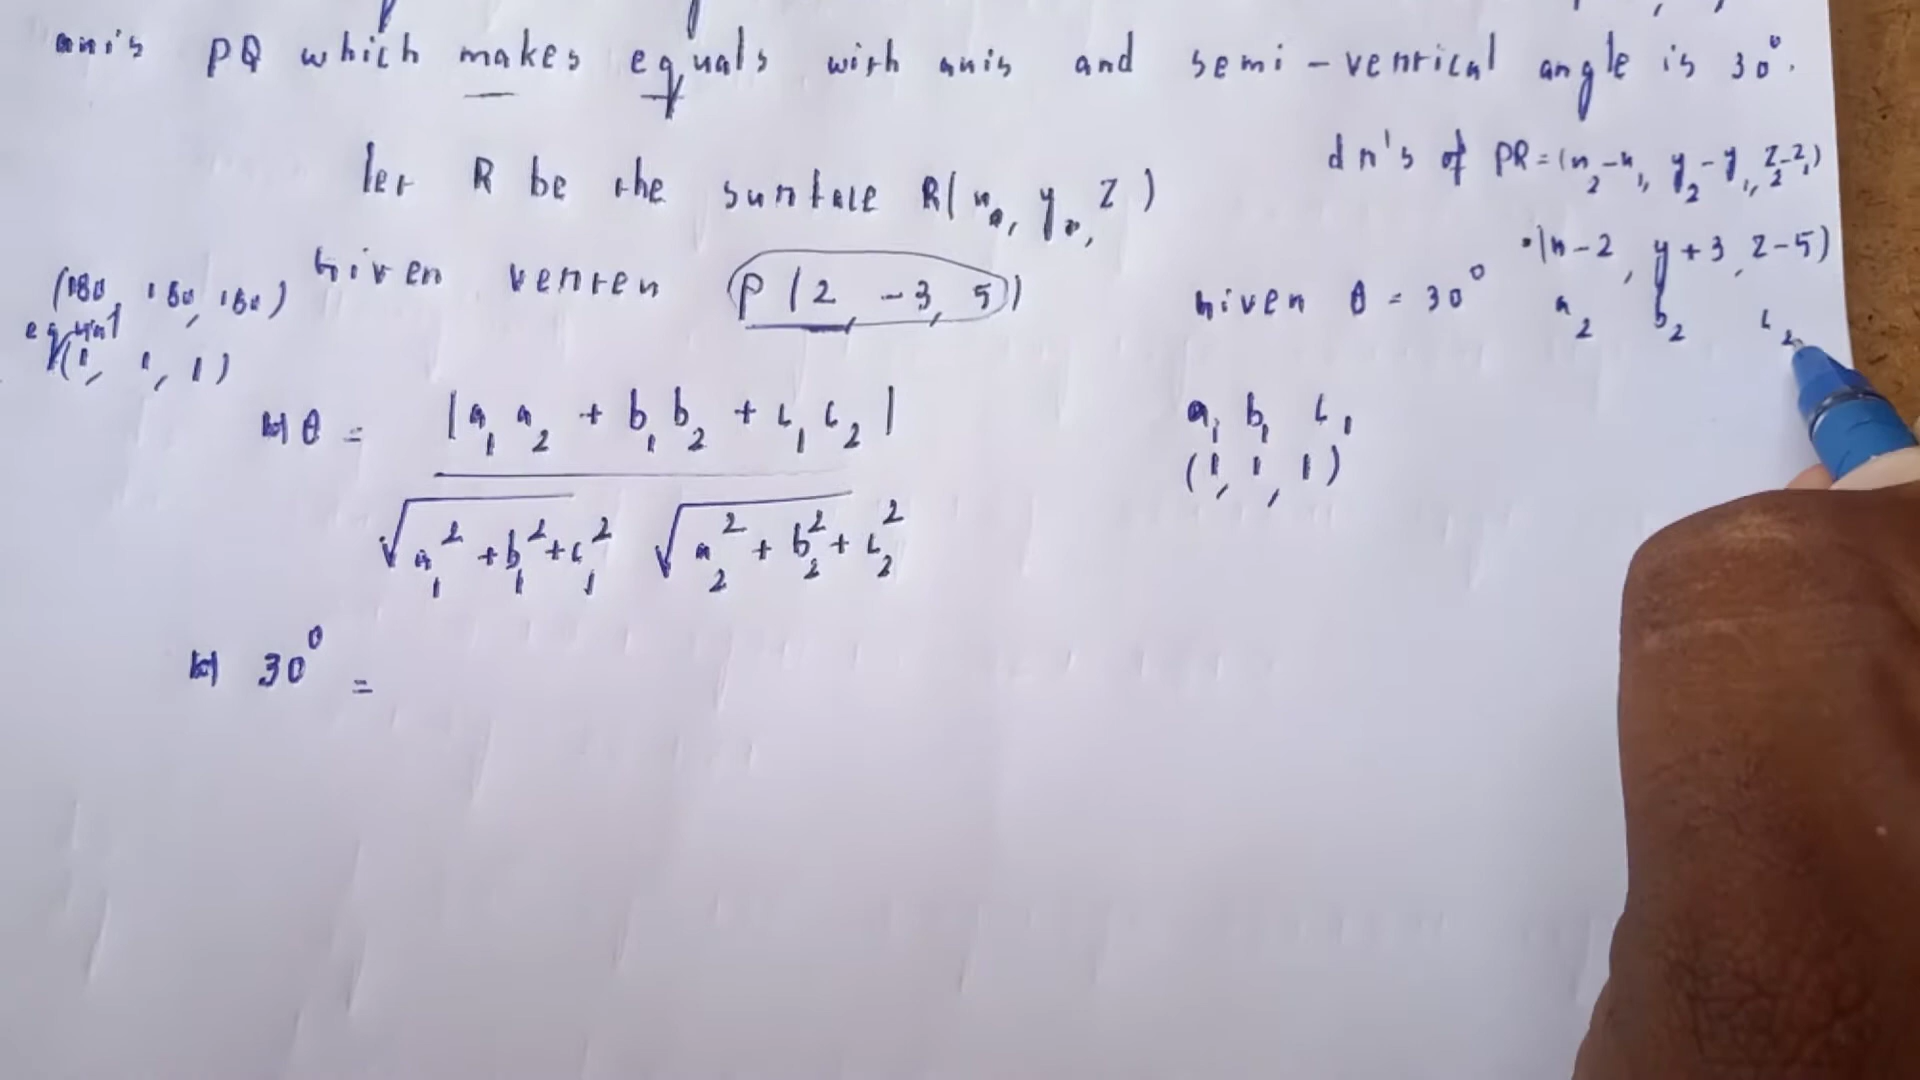 axis PQ which makes equals with axis and semi-vertical angle is 30°.
dr's of PR = (x₂-x₁, y₂-y₁, z₂-z₁)
let R be the surface R(x, y, z)
(x-2, y+3, z-5)
a₂ b₂ c₂
(180, 180, 180)
equal
(1, 1, 1)
Given vertex P(2, -3, 5)
Given θ = 30°
cos θ = |a₁a₂ + b₁b₂ + c₁c₂|
√a₁²+b₁²+c₁² √a₂²+b₂²+c₂²
a₁ b₁ c₁
(1, 1, 1)
cos 30° =